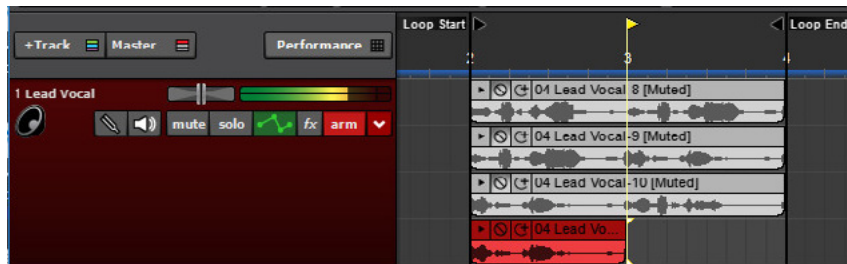 Loop Start
Loop End
+Track Master Performance
2 3 4
1 Lead Vocal
mute solo fx arm
04 Lead Vocal-8 [Muted]
04 Lead Vocal-9 [Muted]
04 Lead Vocal-10 [Muted]
04 Lead Vo...